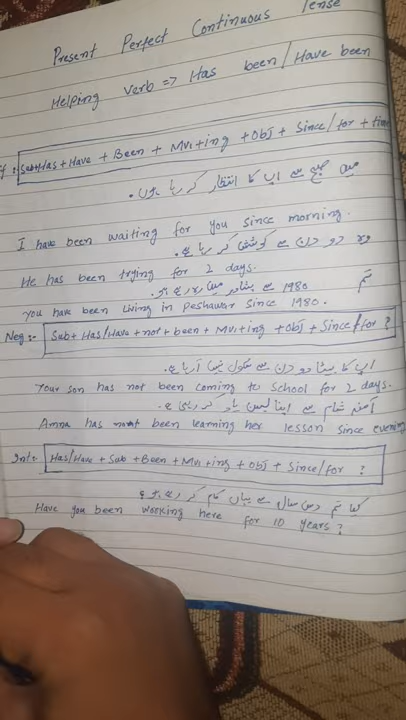 Present Perfect Continuous Tense
Helping verb => Has been/Have been
Sub+Has+Have + Been + Mv1+ing + Obj + Since/for + time
میں صبح سے آپ کا انتظار کر رہا ہوں.
I have been waiting for you since morning.
وہ دو دن سے کوشش کر رہا ہے.
He has been trying for 2 days.
تم 1980 سے پشاور میں رہ رہے ہو.
You have been Living in Peshawar Since 1980.
Neg:- Sub+ Has/Have + not + been + Mv1+ing + Obj + Since/for ?
آپ کا بیٹا دو دن سے سکول نہیں آرہا ہے.
Your son has not been coming to school for 2 days.
آمنہ شام سے اپنا لیسن یاد کر رہی ہے.
Amna has not been learning her lesson since evening
Int:- Has/Have + Sub + Been + Mv1+ing + Obj + Since/for ?
کیا تم دس سال سے یہاں کام کر رہے ہو ؟
Have you been working here for 10 years?